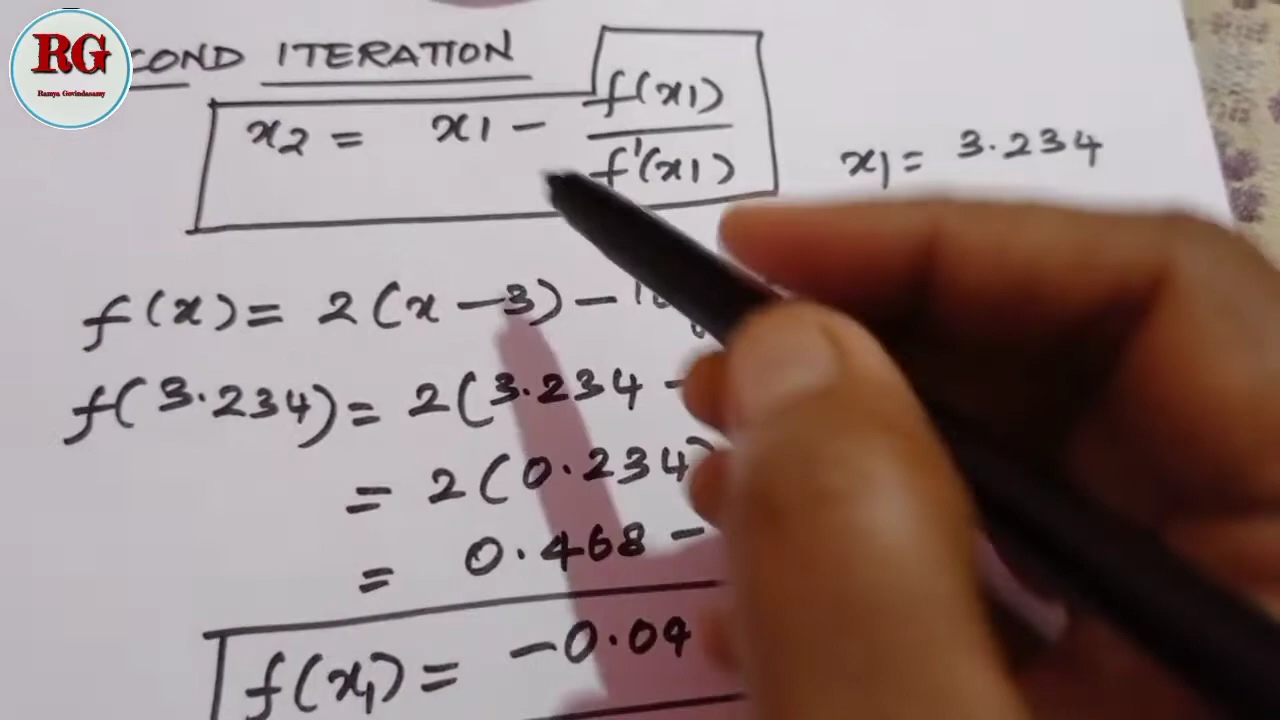 RG
Ramya Govindasamy
COND ITERATION
x2 = x1 - f(x1) / f'(x1)
x1 = 3.234
f(x) = 2(x-3) -
f(3.234) = 2(3.234 -
= 2(0.234)
= 0.468 -
f(x1) = -0.04